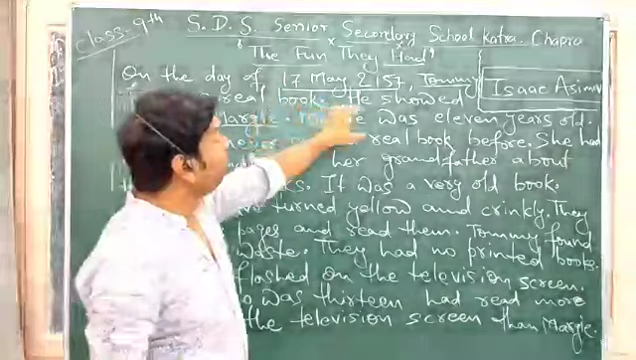 Class- 9th
S. D. S. Senior Secondary School Katra, Chapra
"The Fun They Had"
Isaac Asimov
On the day of 17 May 2157, Tommy
real book. He showed
Margie. was eleven years old.
real book before. She had
her grandfather about
It was a very old book.
turned yellow and crinkly. They
pages and read them. Tommy found
waste. They had no printed books.
flashed on the television screen.
was thirteen had read more
the television screen than Margie.